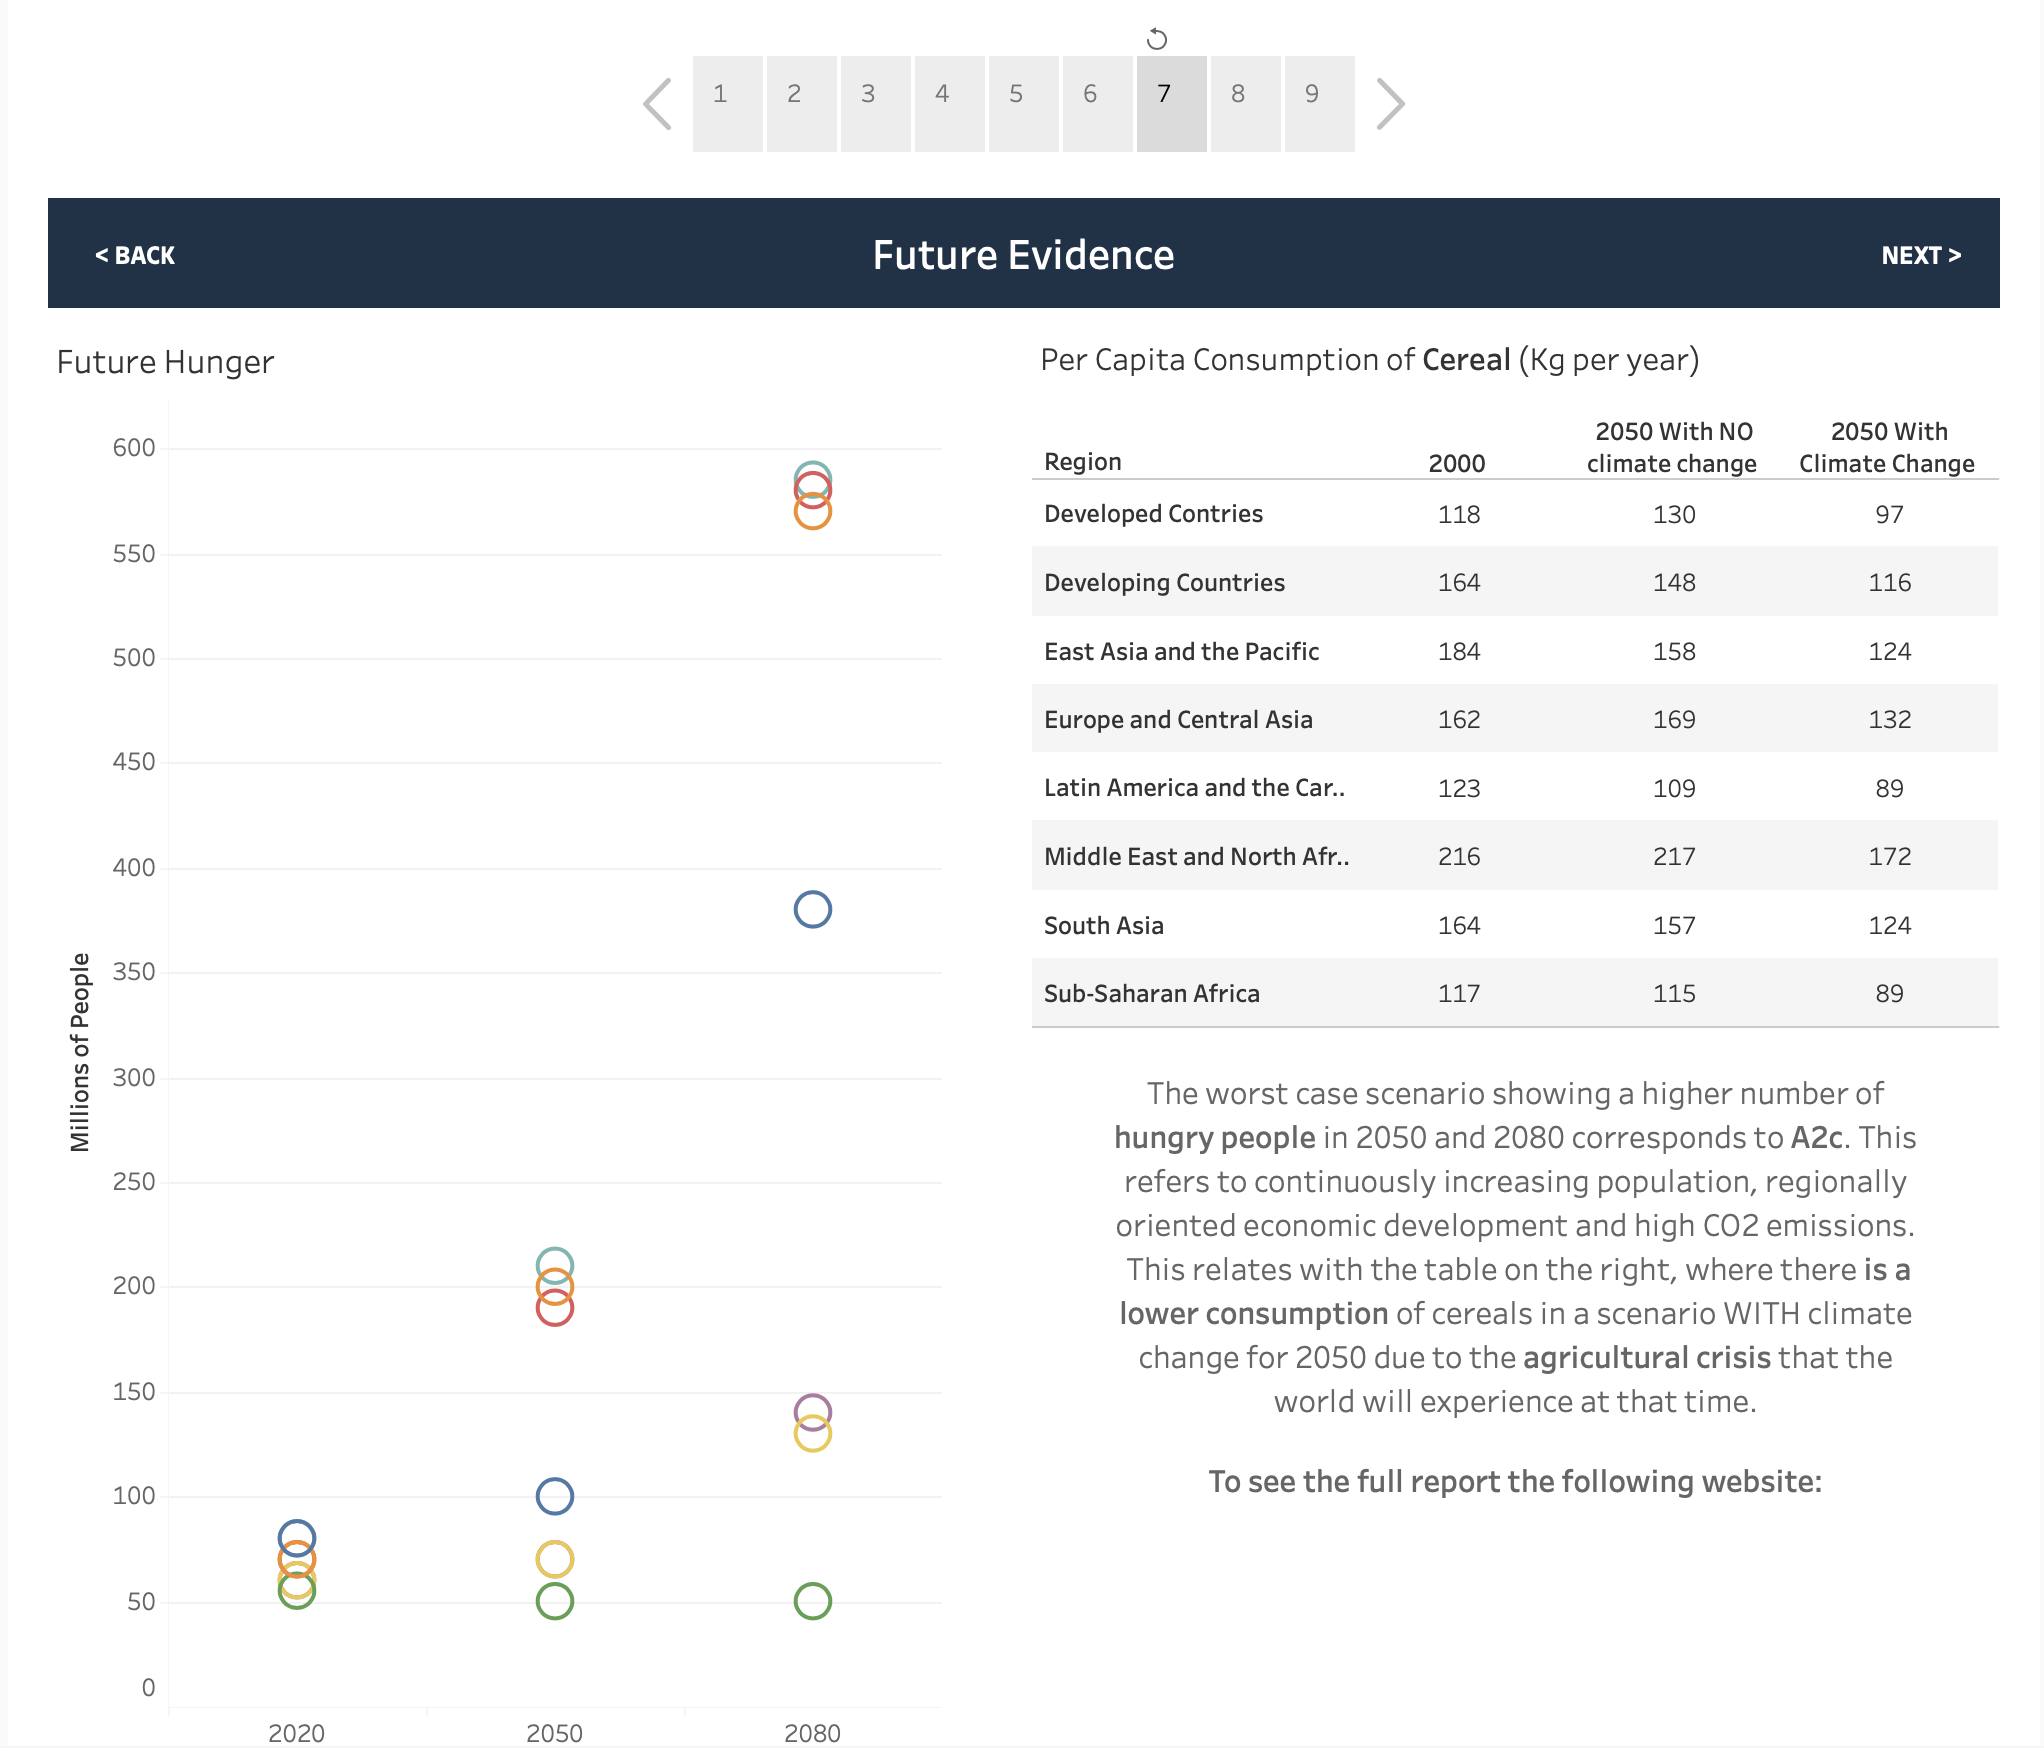 1 2 3 4 5 6 7 8 9
< BACK
Future Evidence
NEXT >
Future Hunger
600
550
500
450
400
350
300
250
200
150
100
50
0
Millions of People
2020 2050 2080
Per Capita Consumption of Cereal (Kg per year)
Region 2000 2050 With NO climate change 2050 With Climate Change
Developed Contries 118 130 97
Developing Countries 164 148 116
East Asia and the Pacific 184 158 124
Europe and Central Asia 162 169 132
Latin America and the Car.. 123 109 89
Middle East and North Afr.. 216 217 172
South Asia 164 157 124
Sub-Saharan Africa 117 115 89
The worst case scenario showing a higher number of
hungry people in 2050 and 2080 corresponds to A2c. This
refers to continuously increasing population, regionally
oriented economic development and high CO2 emissions.
This relates with the table on the right, where there is a
lower consumption of cereals in a scenario WITH climate
change for 2050 due to the agricultural crisis that the
world will experience at that time.
To see the full report the following website: